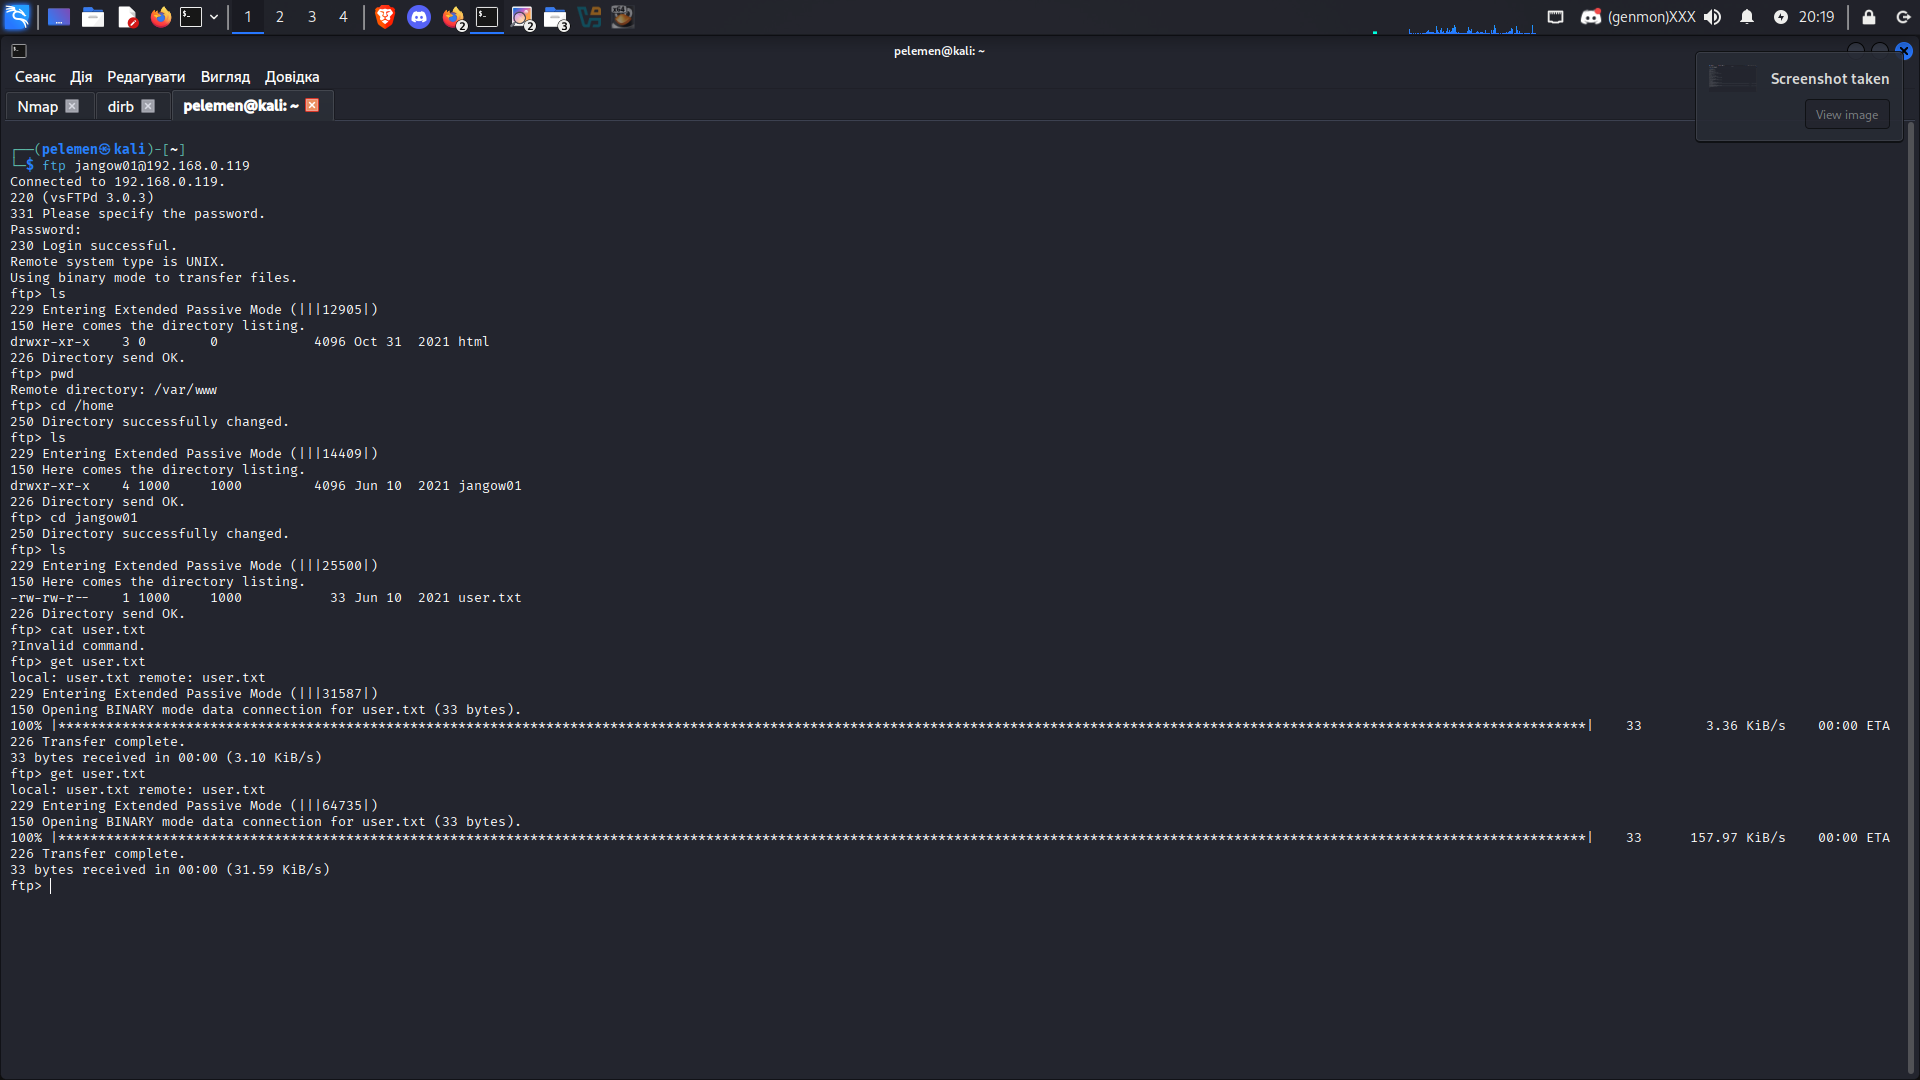 1 2 3 4 2 2 3 (genmon)XXX 20:19
pelemen@kali: ~
Сеанс Дія Редагувати Вигляд Довідка
Screenshot taken
View image
Nmap dirb pelemen@kali: ~
┌──(pelemen㉿kali)-[~]
└─$ ftp jangow01@192.168.0.119
Connected to 192.168.0.119.
220 (vsFTPd 3.0.3)
331 Please specify the password.
Password:
230 Login successful.
Remote system type is UNIX.
Using binary mode to transfer files.
ftp> ls
229 Entering Extended Passive Mode (|||12905|)
150 Here comes the directory listing.
drwxr-xr-x    3 0        0            4096 Oct 31  2021 html
226 Directory send OK.
ftp> pwd
Remote directory: /var/www
ftp> cd /home
250 Directory successfully changed.
ftp> ls
229 Entering Extended Passive Mode (|||14409|)
150 Here comes the directory listing.
drwxr-xr-x    4 1000     1000         4096 Jun 10  2021 jangow01
226 Directory send OK.
ftp> cd jangow01
250 Directory successfully changed.
ftp> ls
229 Entering Extended Passive Mode (|||25500|)
150 Here comes the directory listing.
-rw-rw-r--    1 1000     1000           33 Jun 10  2021 user.txt
226 Directory send OK.
ftp> cat user.txt
?Invalid command.
ftp> get user.txt
local: user.txt remote: user.txt
229 Entering Extended Passive Mode (|||31587|)
150 Opening BINARY mode data connection for user.txt (33 bytes).
100% |***********************************************************************************************************************************************************************************************|    33        3.36 KiB/s    00:00 ETA
226 Transfer complete.
33 bytes received in 00:00 (3.10 KiB/s)
ftp> get user.txt
local: user.txt remote: user.txt
229 Entering Extended Passive Mode (|||64735|)
150 Opening BINARY mode data connection for user.txt (33 bytes).
100% |***********************************************************************************************************************************************************************************************|    33      157.97 KiB/s    00:00 ETA
226 Transfer complete.
33 bytes received in 00:00 (31.59 KiB/s)
ftp>